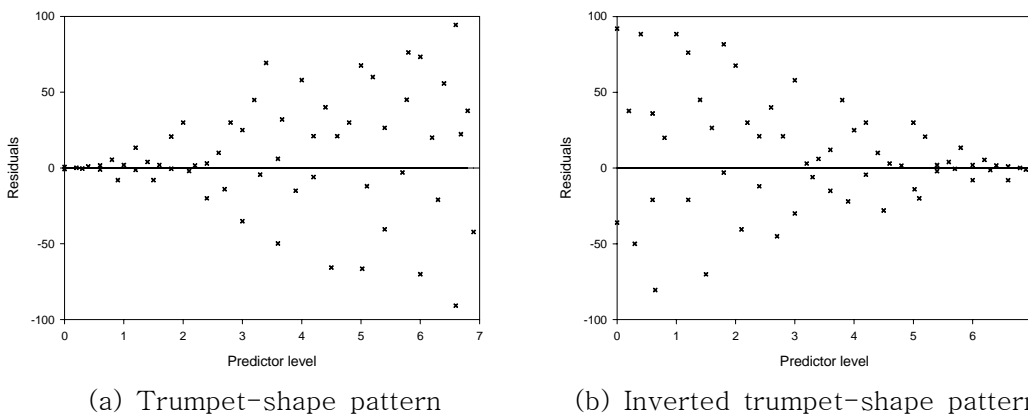 100
50
0
-50
-100
0 1 2 3 4 5 6 7
Residuals
Predictor level
(a) Trumpet-shape pattern
100
50
0
-50
-100
0 1 2 3 4 5 6
Residuals
Predictor level
(b) Inverted trumpet-shape pattern